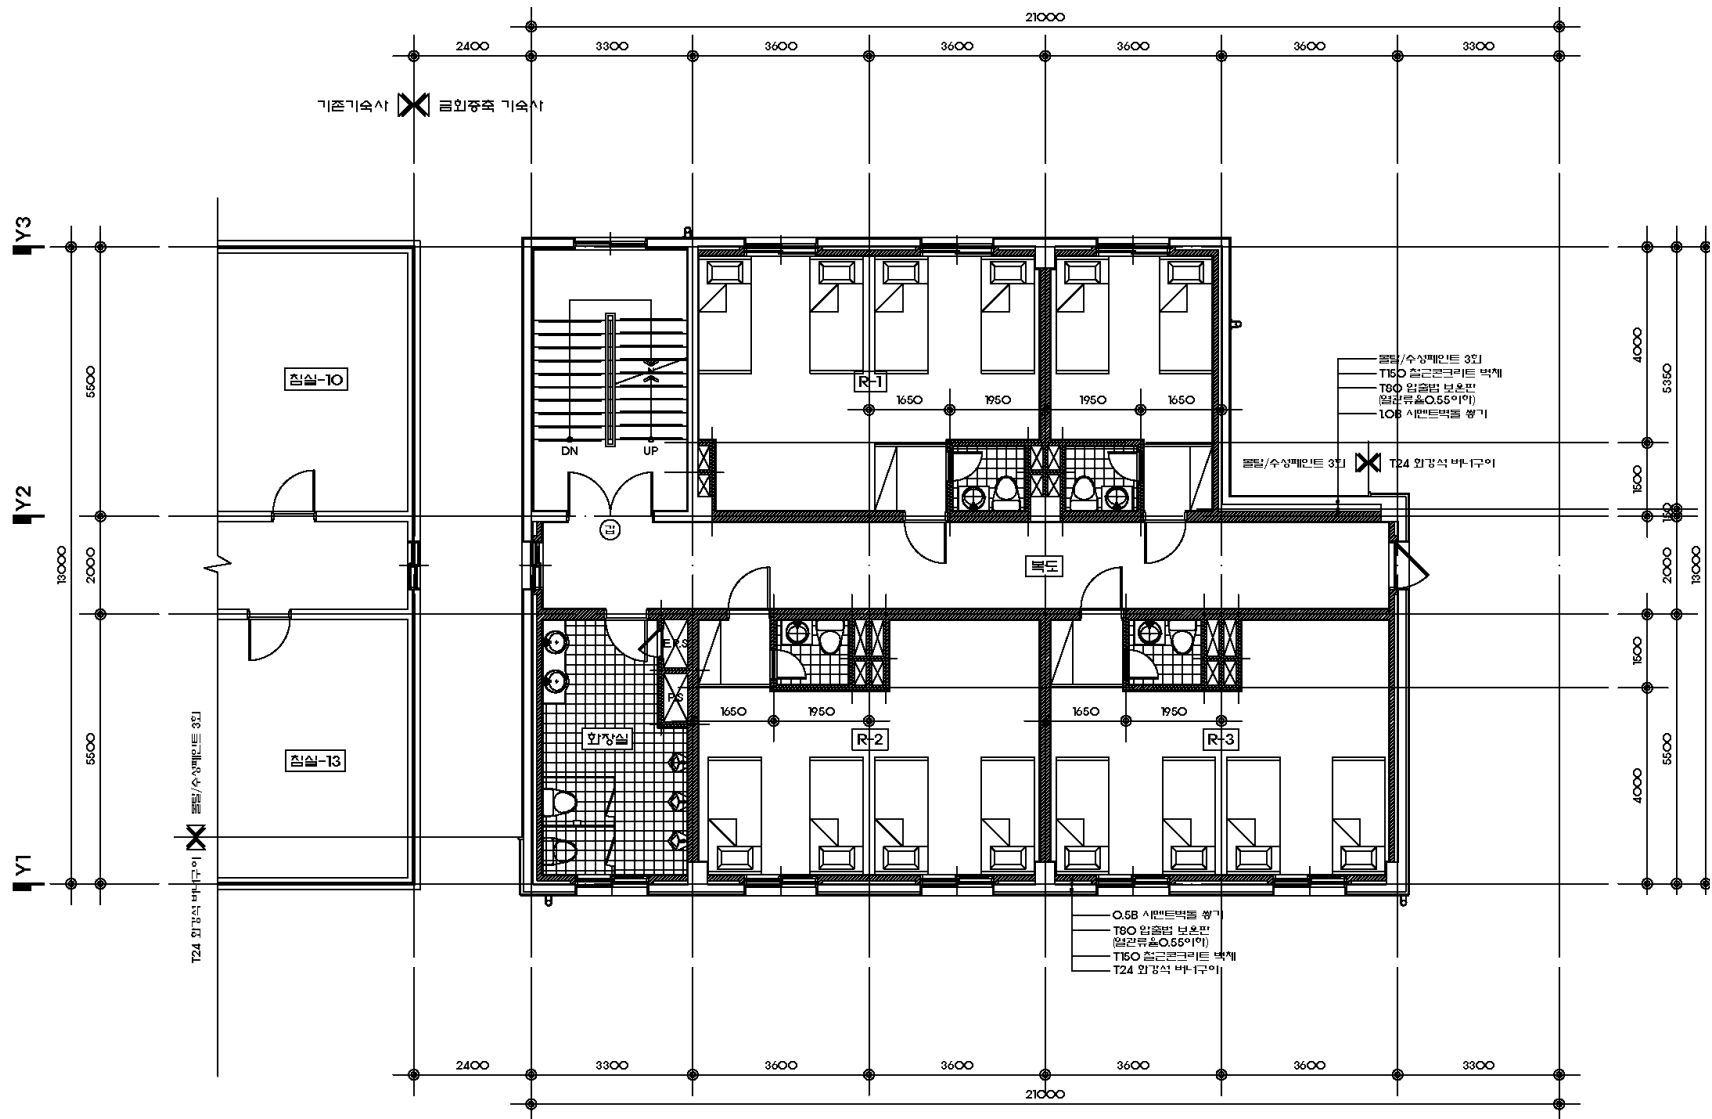 21000
2400 3300 3600 3600 3600 3600 3300
기존기숙사 금회증축 기숙사
Y3
4000
5350
5500
침실-10
R-1
몰탈/수성페인트 3회
T150 철근콘크리트 벽체
T80 압출법 보온판
(열관류율0.55이하)
1.0B 시멘트벽돌 쌓기
1650 1950 1950 1650
DN UP
몰탈/수성페인트 3회 T24 화강석 버너구이
1500
Y2
갑
150
13000
2000
복도
2000
13000
E.P.S
P.S
1500
1650 1950 1650 1950
화장실 R-2 R-3
침실-13
5500
5500
4000
T24 화강석 버너구이 몰탈/수성페인트 3회
Y1
0.5B 시멘트벽돌 쌓기
T80 압출법 보온판
(열관류율0.55이하)
T150 철근콘크리트 벽체
T24 화강석 버너구이
2400 3300 3600 3600 3600 3600 3300
21000